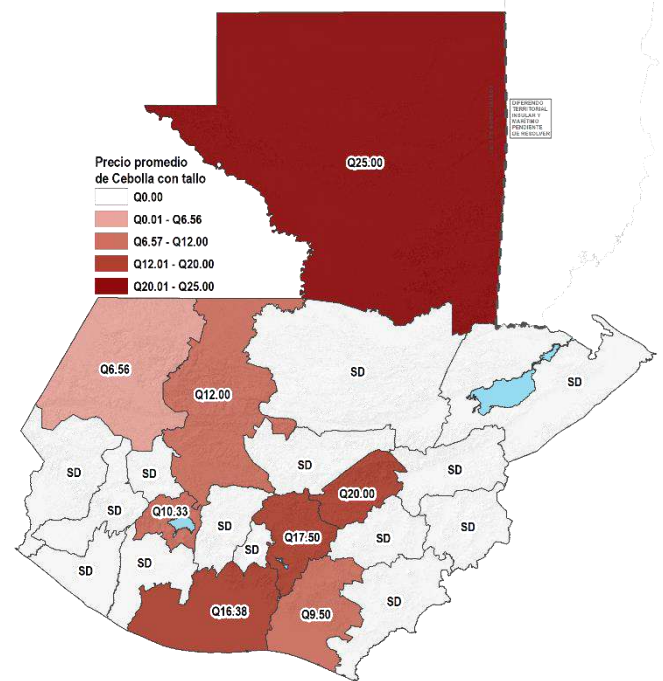 DIFERENDO
TERRITORIAL
INSULAR Y
MARÍTIMO
PENDIENTE
DE RESOLVER
Q25.00
Precio promedio
de Cebolla con tallo
Q0.00
Q0.01 - Q6.56
Q6.57 - Q12.00
Q12.01 - Q20.00
Q20.01 - Q25.00
Q6.56
Q12.00
SD
SD
SD
SD
SD
SD
Q20.00
SD
Q10.33
SD
SD
Q17.50
SD
SD
SD
SD
SD
Q16.38
Q9.50
SD